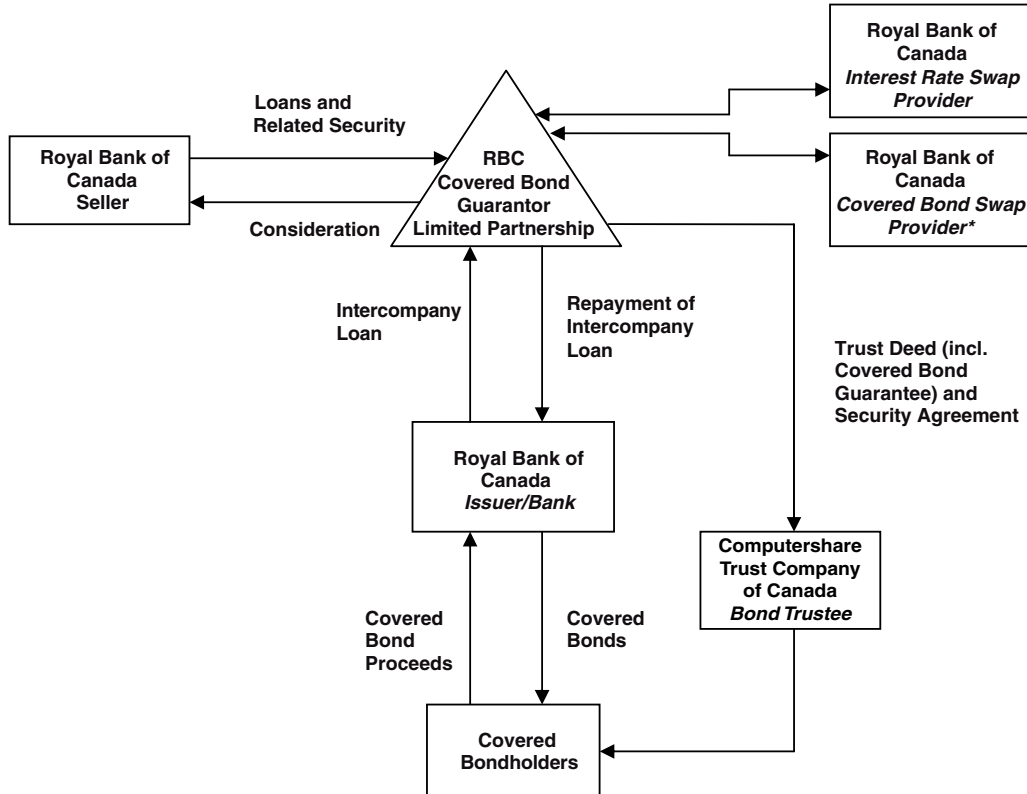 Royal Bank of
Canada
Interest Rate Swap
Provider
Loans and
Related Security
Royal Bank of
Canada
Seller
RBC
Covered Bond
Guarantor
Limited Partnership
Royal Bank of
Canada
Covered Bond Swap
Provider*
Consideration
Intercompany
Loan
Repayment of
Intercompany
Loan
Trust Deed (incl.
Covered Bond
Guarantee) and
Security Agreement
Royal Bank of
Canada
Issuer/Bank
Computershare
Trust Company
of Canada
Bond Trustee
Covered
Bond
Proceeds
Covered
Bonds
Covered
Bondholders